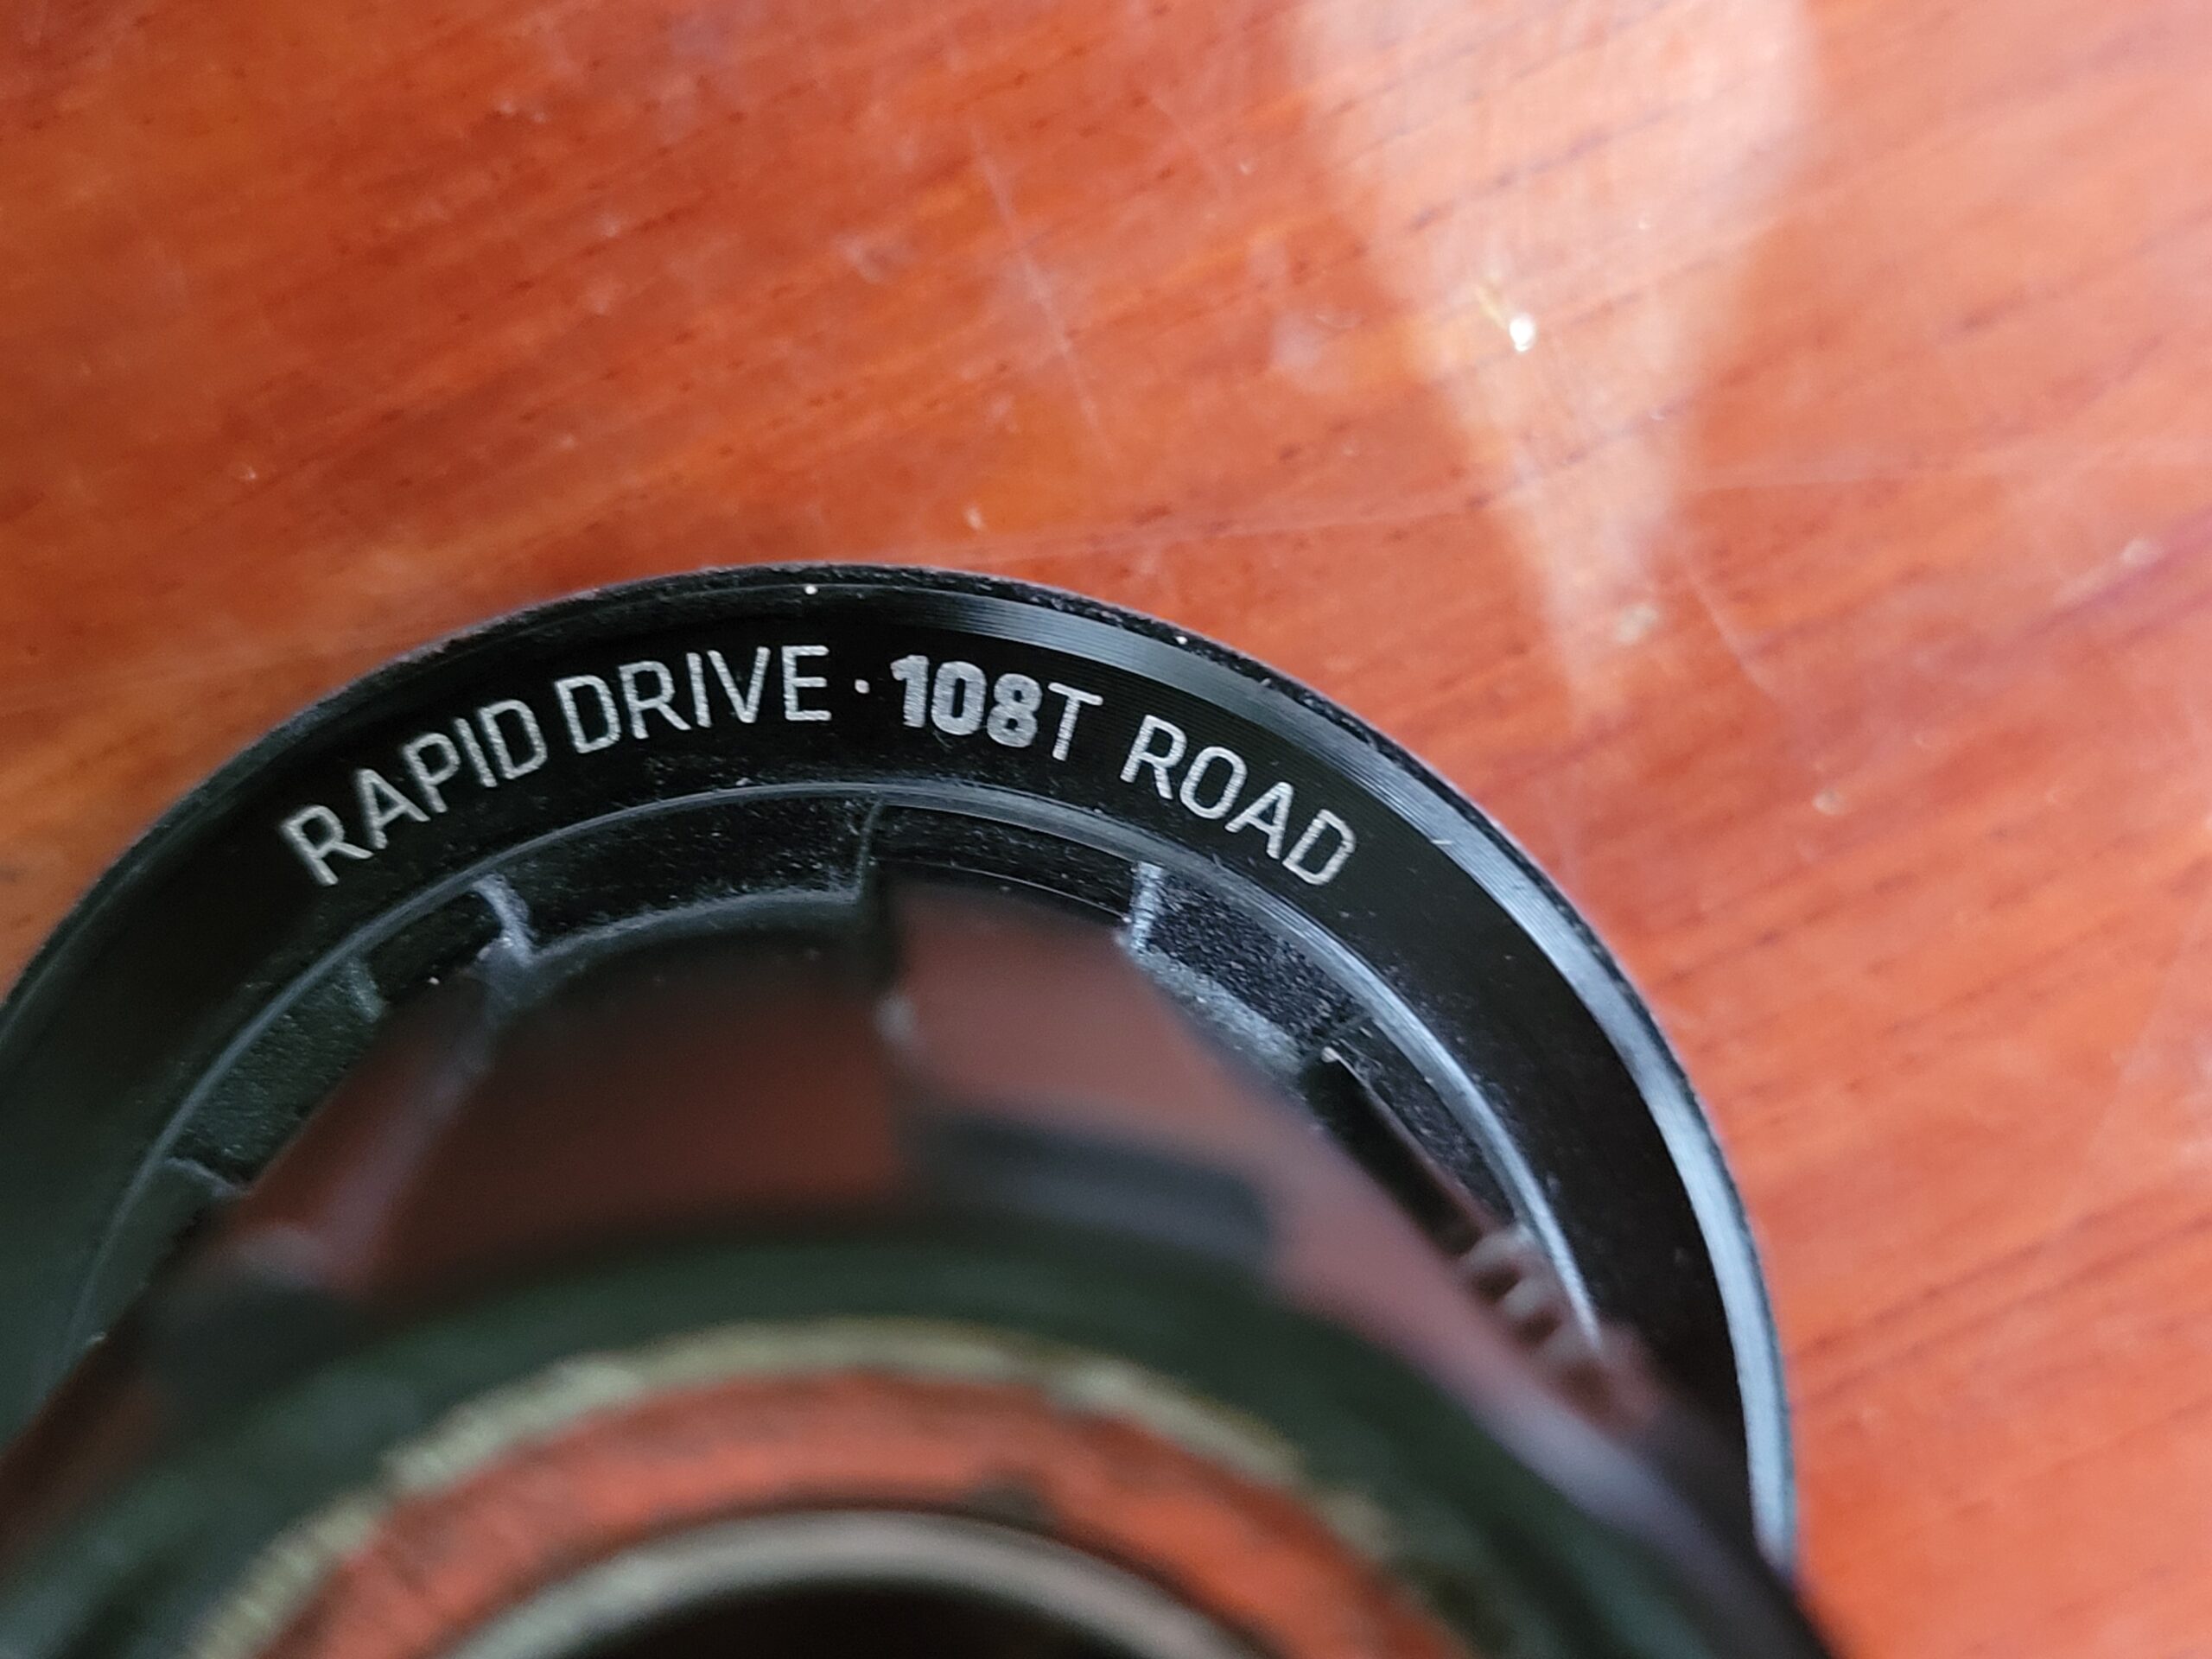 RAPID DRIVE · 108T ROAD